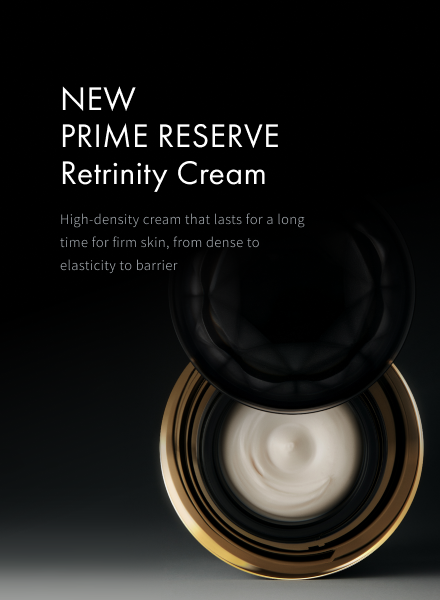 NEW
PRIME RESERVE
Retrinity Cream
High-density cream that lasts for a long
time for firm skin, from dense to
elasticity to barrier